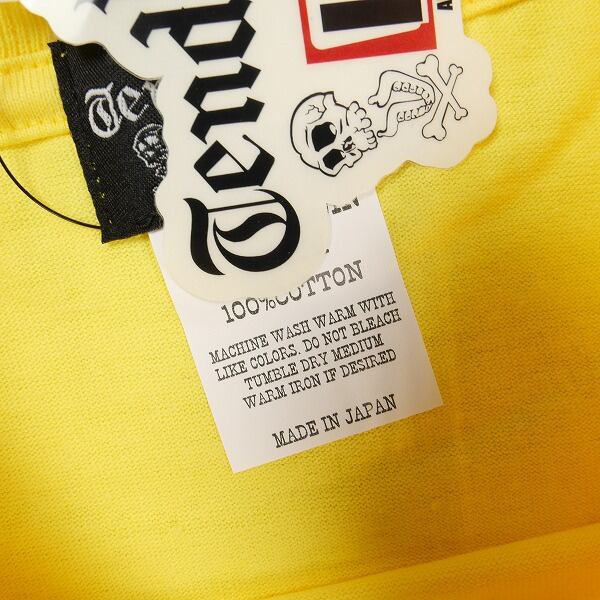 Tend
Ten
100% COTTON
MACHINE WASH WARM WITH
LIKE COLORS. DO NOT BLEACH
TUMBLE DRY MEDIUM
WARM IRON IF DESIRED
MADE IN JAPAN